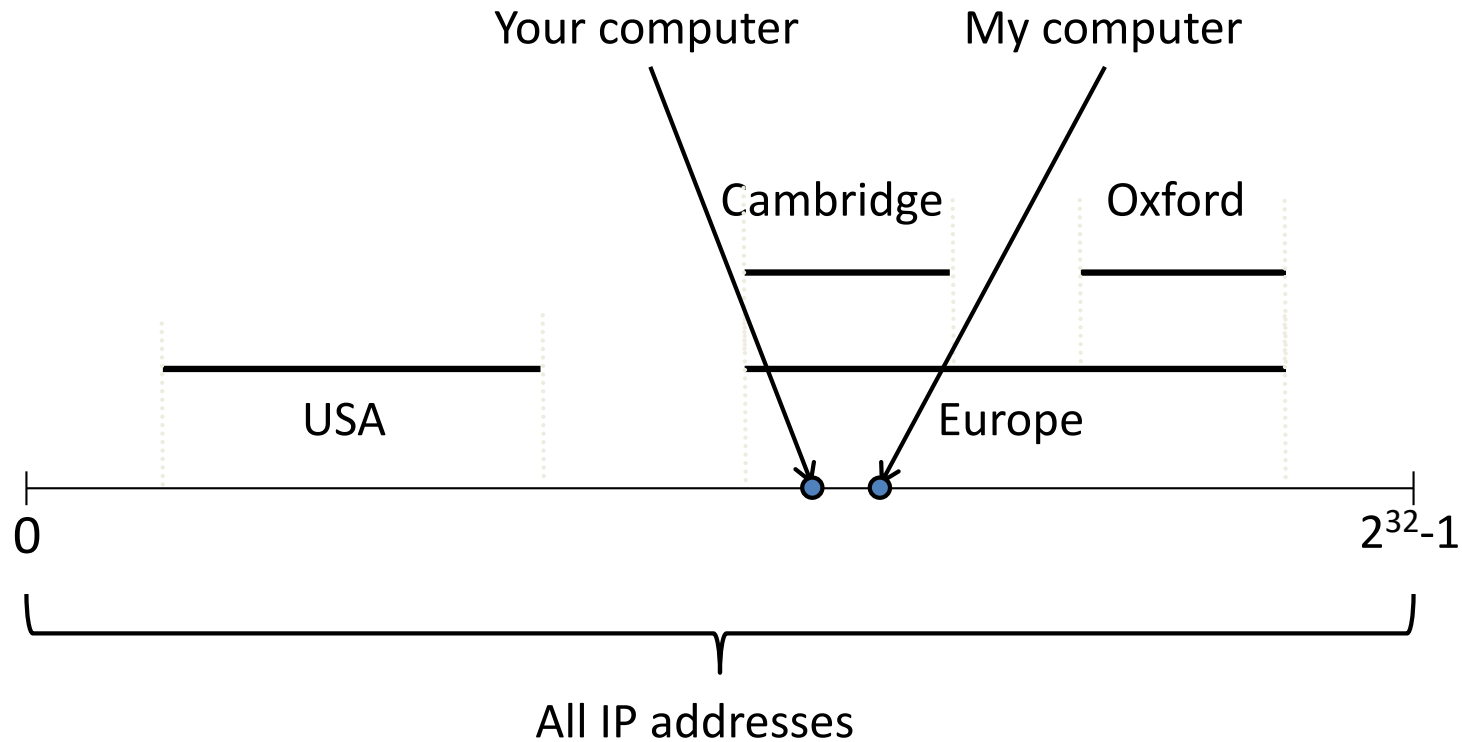 Your computer
My computer
Cambridge
Oxford
USA
Europe
0
2³²-1
All IP addresses